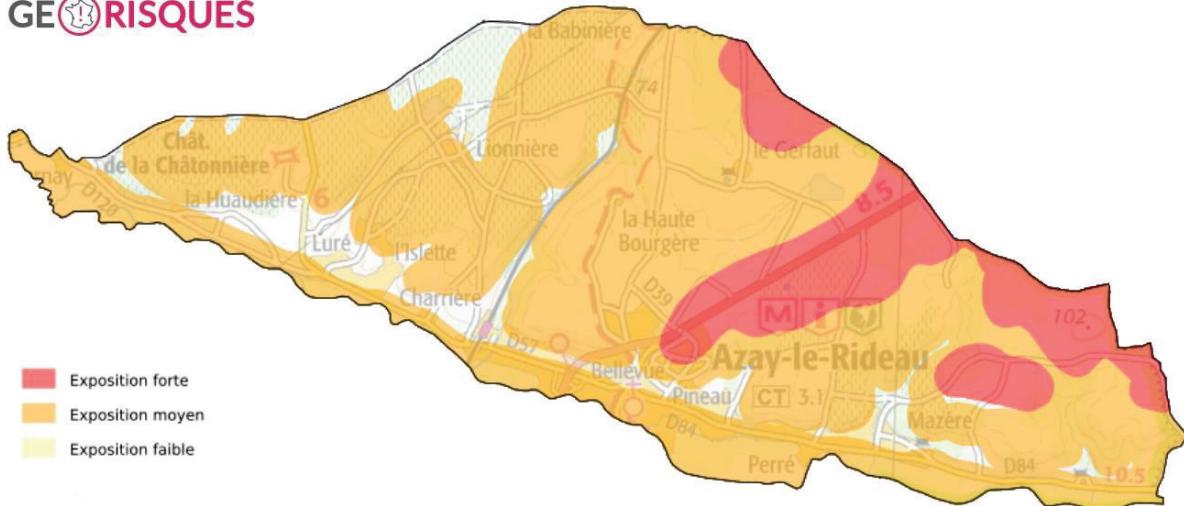 GEORISQUES
la Babinière
74
Chât.
de la Châtonnière
Lionnière
le Gerfaut
la Huaudière
6
8.5
la Haute
Bourgère
Luré
l'Islette
D39
Charrière
102
D57
Azay-le-Rideau
Bellevue
Pineau
CT 3.1
Mazère
D84
Perré
D84
10.5
Exposition forte
Exposition moyen
Exposition faible